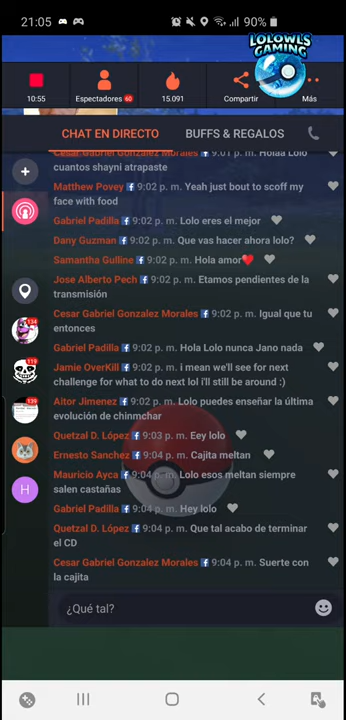 21:05
90%
LOLOWLS
GAMING
10:55
Espectadores 60
15.091
Compartir
Más
CHAT EN DIRECTO
BUFFS & REGALOS
Cesar Gabriel Gonzalez Morales 9:01 p. m. Holaa Lolo
cuantos shayni atrapaste
Matthew Povey 9:02 p. m. Yeah just bout to scoff my
face with food
Gabriel Padilla 9:02 p. m. Lolo eres el mejor
Dany Guzman 9:02 p. m. Que vas hacer ahora lolo?
Samantha Gulline 9:02 p. m. Hola amor❤️
Jose Alberto Pech 9:02 p. m. Etamos pendientes de la
transmisión
Cesar Gabriel Gonzalez Morales 9:02 p. m. Igual que tu
entonces
Gabriel Padilla 9:02 p. m. Hola Lolo nunca Jano nada
Jamie OverKill 9:02 p. m. i mean we'll see for next
challenge for what to do next lol i'll still be around :)
Aitor Jimenez 9:02 p. m. Lolo puedes enseñar la última
evolución de chinmchar
Quetzal D. López 9:03 p. m. Eey lolo
Ernesto Sanchez 9:04 p. m. Cajita meltan
Mauricio Ayca 9:04 p. m. Lolo esos meltan siempre
salen castañas
Gabriel Padilla 9:04 p. m. Hey lolo
Quetzal D. López 9:04 p. m. Que tal acabo de terminar
el CD
Cesar Gabriel Gonzalez Morales 9:04 p. m. Suerte con
la cajita
134
119
139
H
¿Qué tal?